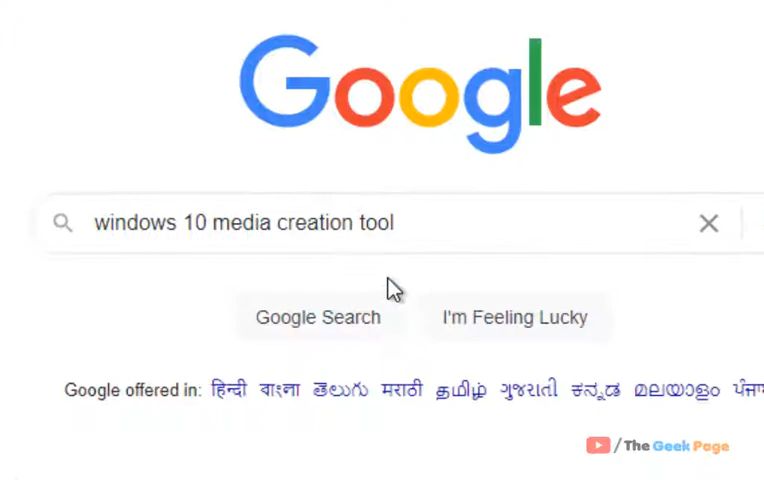 Google
windows 10 media creation tool
Google Search I'm Feeling Lucky
Google offered in: हिन्दी বাংলা తెలుగు मराठी தமிழ் ગુજરાતી ಕನ್ನಡ മലയാളം
/The Geek Page